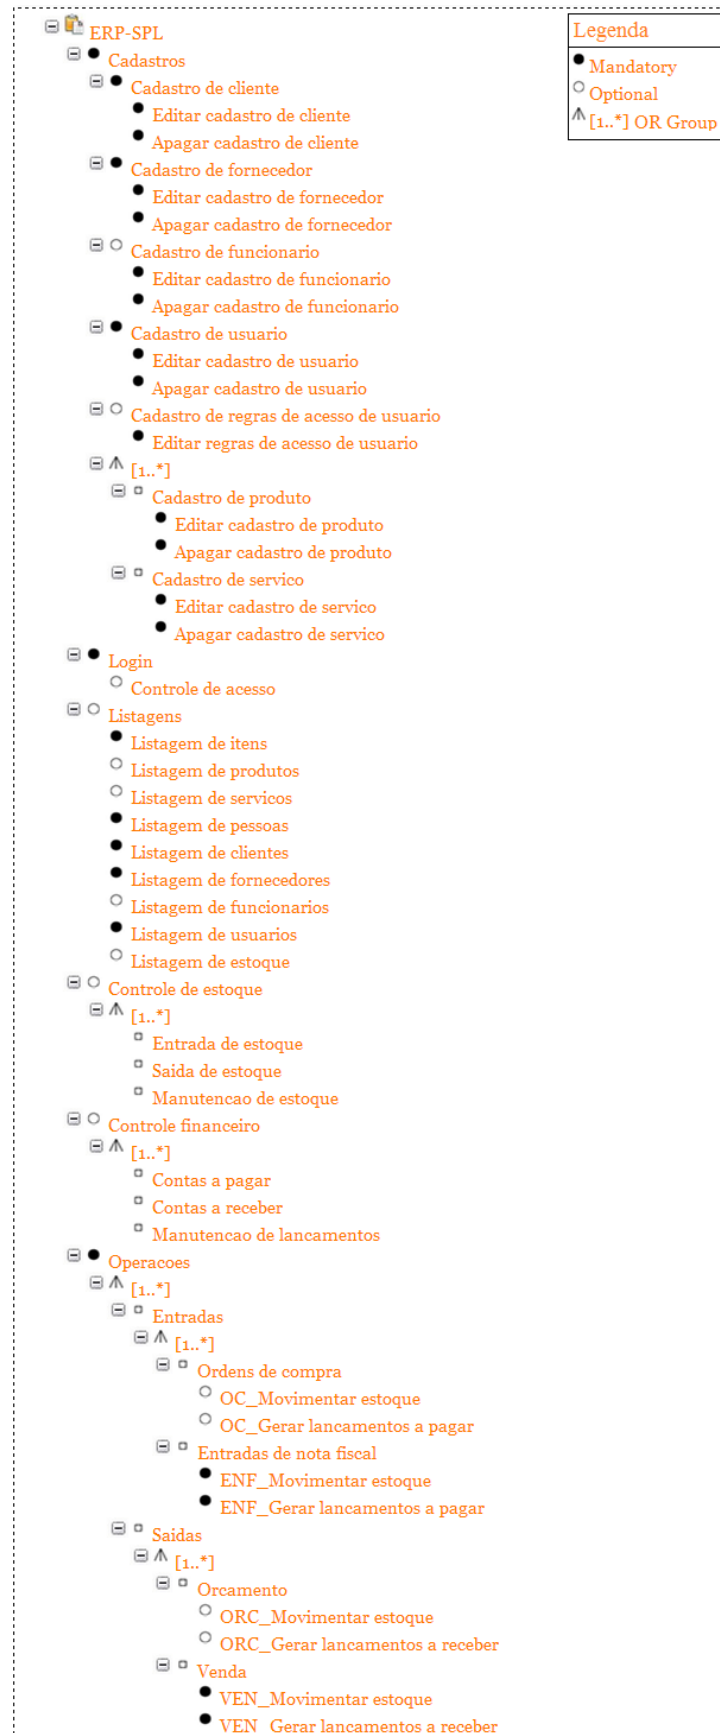 ERP-SPL
Legenda
Mandatory
Optional
[1..*] OR Group
Cadastros
Cadastro de cliente
Editar cadastro de cliente
Apagar cadastro de cliente
Cadastro de fornecedor
Editar cadastro de fornecedor
Apagar cadastro de fornecedor
Cadastro de funcionario
Editar cadastro de funcionario
Apagar cadastro de funcionario
Cadastro de usuario
Editar cadastro de usuario
Apagar cadastro de usuario
Cadastro de regras de acesso de usuario
Editar regras de acesso de usuario
[1..*]
Cadastro de produto
Editar cadastro de produto
Apagar cadastro de produto
Cadastro de servico
Editar cadastro de servico
Apagar cadastro de servico
Login
Controle de acesso
Listagens
Listagem de itens
Listagem de produtos
Listagem de servicos
Listagem de pessoas
Listagem de clientes
Listagem de fornecedores
Listagem de funcionarios
Listagem de usuarios
Listagem de estoque
Controle de estoque
[1..*]
Entrada de estoque
Saida de estoque
Manutencao de estoque
Controle financeiro
[1..*]
Contas a pagar
Contas a receber
Manutencao de lancamentos
Operacoes
[1..*]
Entradas
[1..*]
Ordens de compra
OC_Movimentar estoque
OC_Gerar lancamentos a pagar
Entradas de nota fiscal
ENF_Movimentar estoque
ENF_Gerar lancamentos a pagar
Saidas
[1..*]
Orcamento
ORC_Movimentar estoque
ORC_Gerar lancamentos a receber
Venda
VEN_Movimentar estoque
VEN_Gerar lancamentos a receber